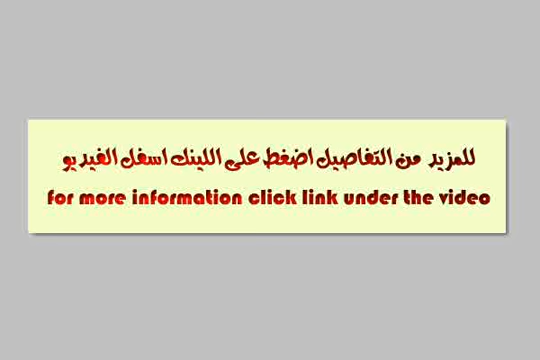 للمزيد من التفاصيل اضغط على اللينك اسفل الفيديو
for more information click link under the video